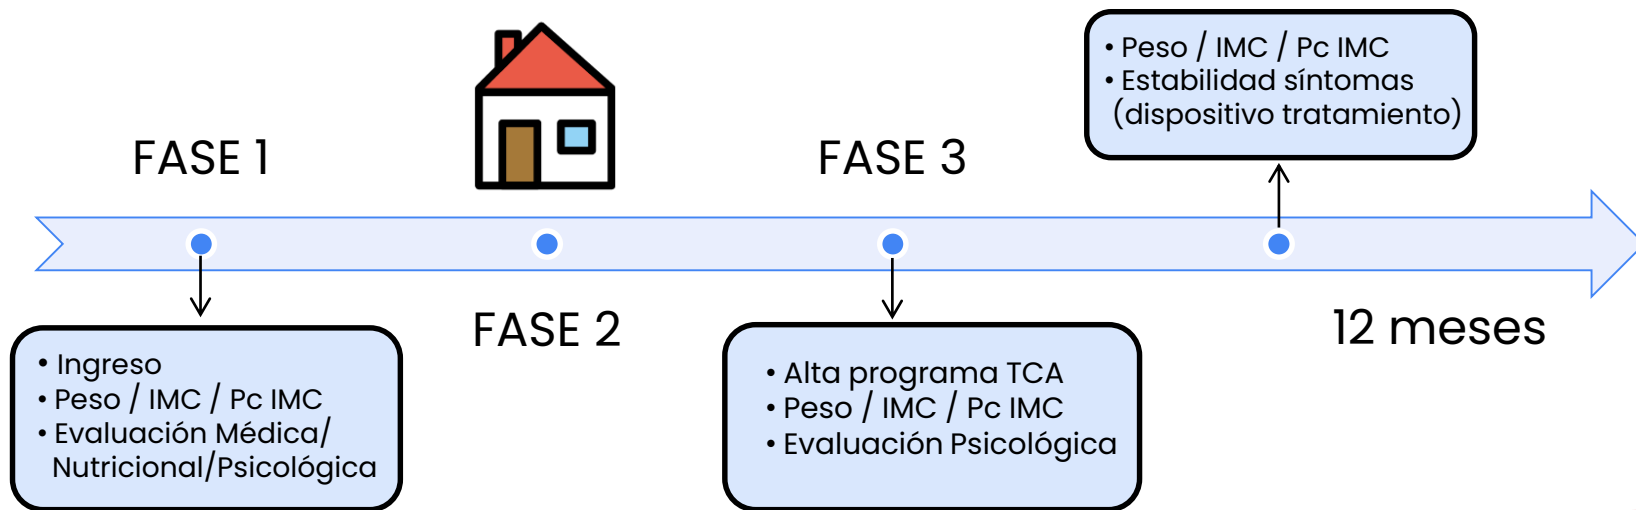 FASE 1
• Ingreso
• Peso / IMC / Pc IMC
• Evaluación Médica/
Nutricional/Psicológica
FASE 2
FASE 3
• Alta programa TCA
• Peso / IMC / Pc IMC
• Evaluación Psicológica
• Peso / IMC / Pc IMC
• Estabilidad síntomas
(dispositivo tratamiento)
12 meses